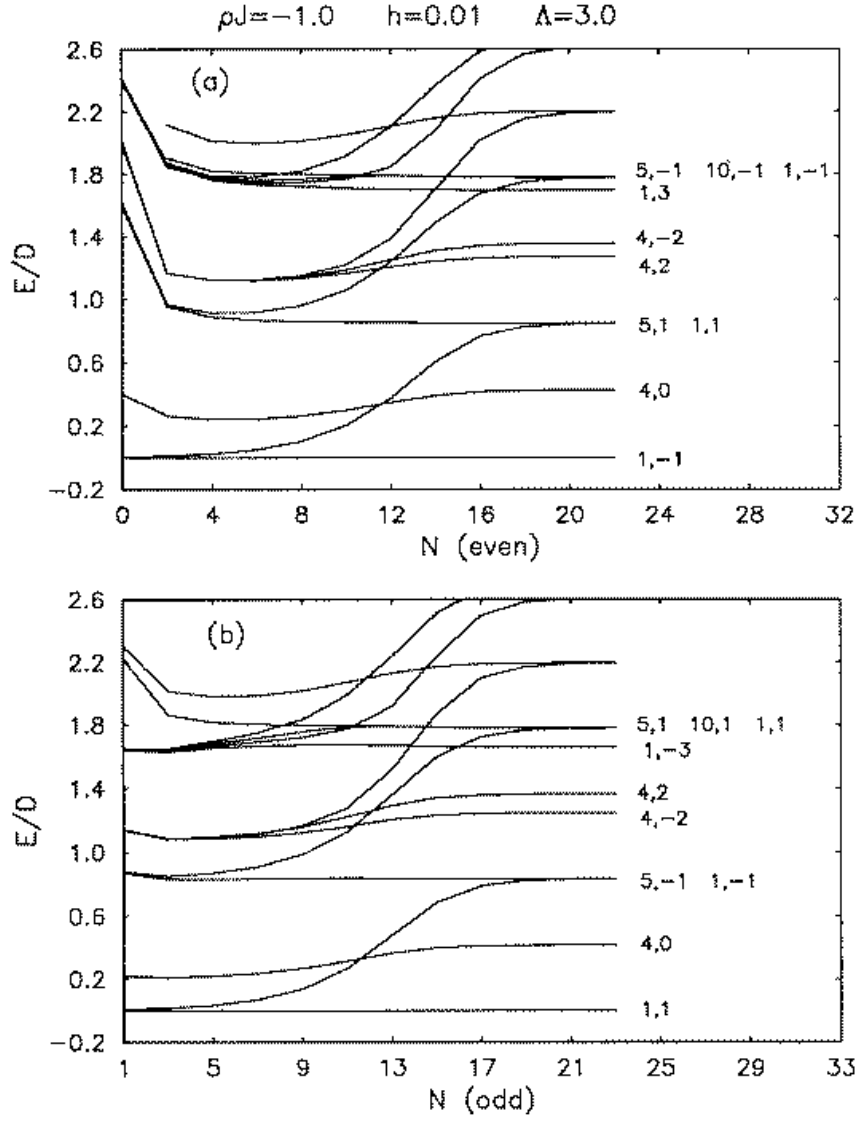 ρJ=−1.0 h=0.01 Λ=3.0
2.6
(a)
2.2
1.8
5,−1 10,−1 1,−1
1,3
1.4
4,−2
4,2
E/D
1.0
5,1 1,1
0.6
4,0
0.2
1,−1
−0.2
0 4 8 12 16 20 24 28 32
N (even)
2.6
(b)
2.2
1.8
5,1 10,1 1,1
1,−3
1.4
4,2
4,−2
E/D
1.0
5,−1 1,−1
0.6
4,0
0.2
1,1
−0.2
1 5 9 13 17 21 25 29 33
N (odd)